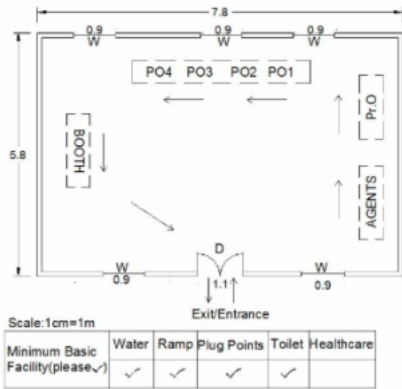 7.8
0.9 0.9 0.9
W W W
PO4 PO3 PO2 PO1
Pr.O
BOOTH
5.8
AGENTS
D
W W
0.9 1.1 0.9
Exit/Entrance
Scale:1cm=1m
Minimum Basic Facility(please✓) Water Ramp Plug Points Toilet Healthcare
✓ ✓ ✓ ✓